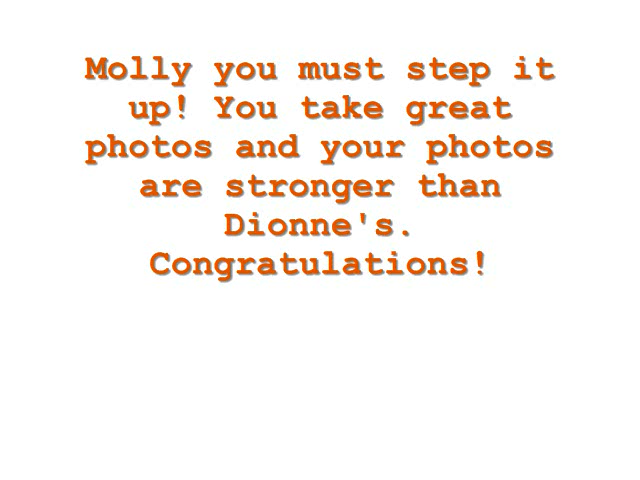 Molly you must step it
up! You take great
photos and your photos
are stronger than
Dionne's.
Congratulations!